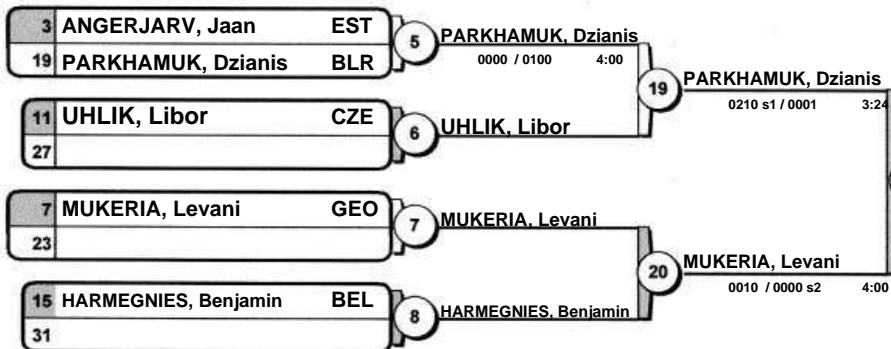 3 ANGERJARV, Jaan EST
19 PARKHAMUK, Dzianis BLR
5
PARKHAMUK, Dzianis
0000 / 0100 4:00
11 UHLIK, Libor CZE
27
6
UHLIK, Libor
19
PARKHAMUK, Dzianis
0210 s1 / 0001 3:24
7 MUKERIA, Levani GEO
23
7
MUKERIA, Levani
15 HARMEGNIES, Benjamin BEL
31
8
HARMEGNIES, Benjamin
20
MUKERIA, Levani
0010 / 0000 s2 4:00